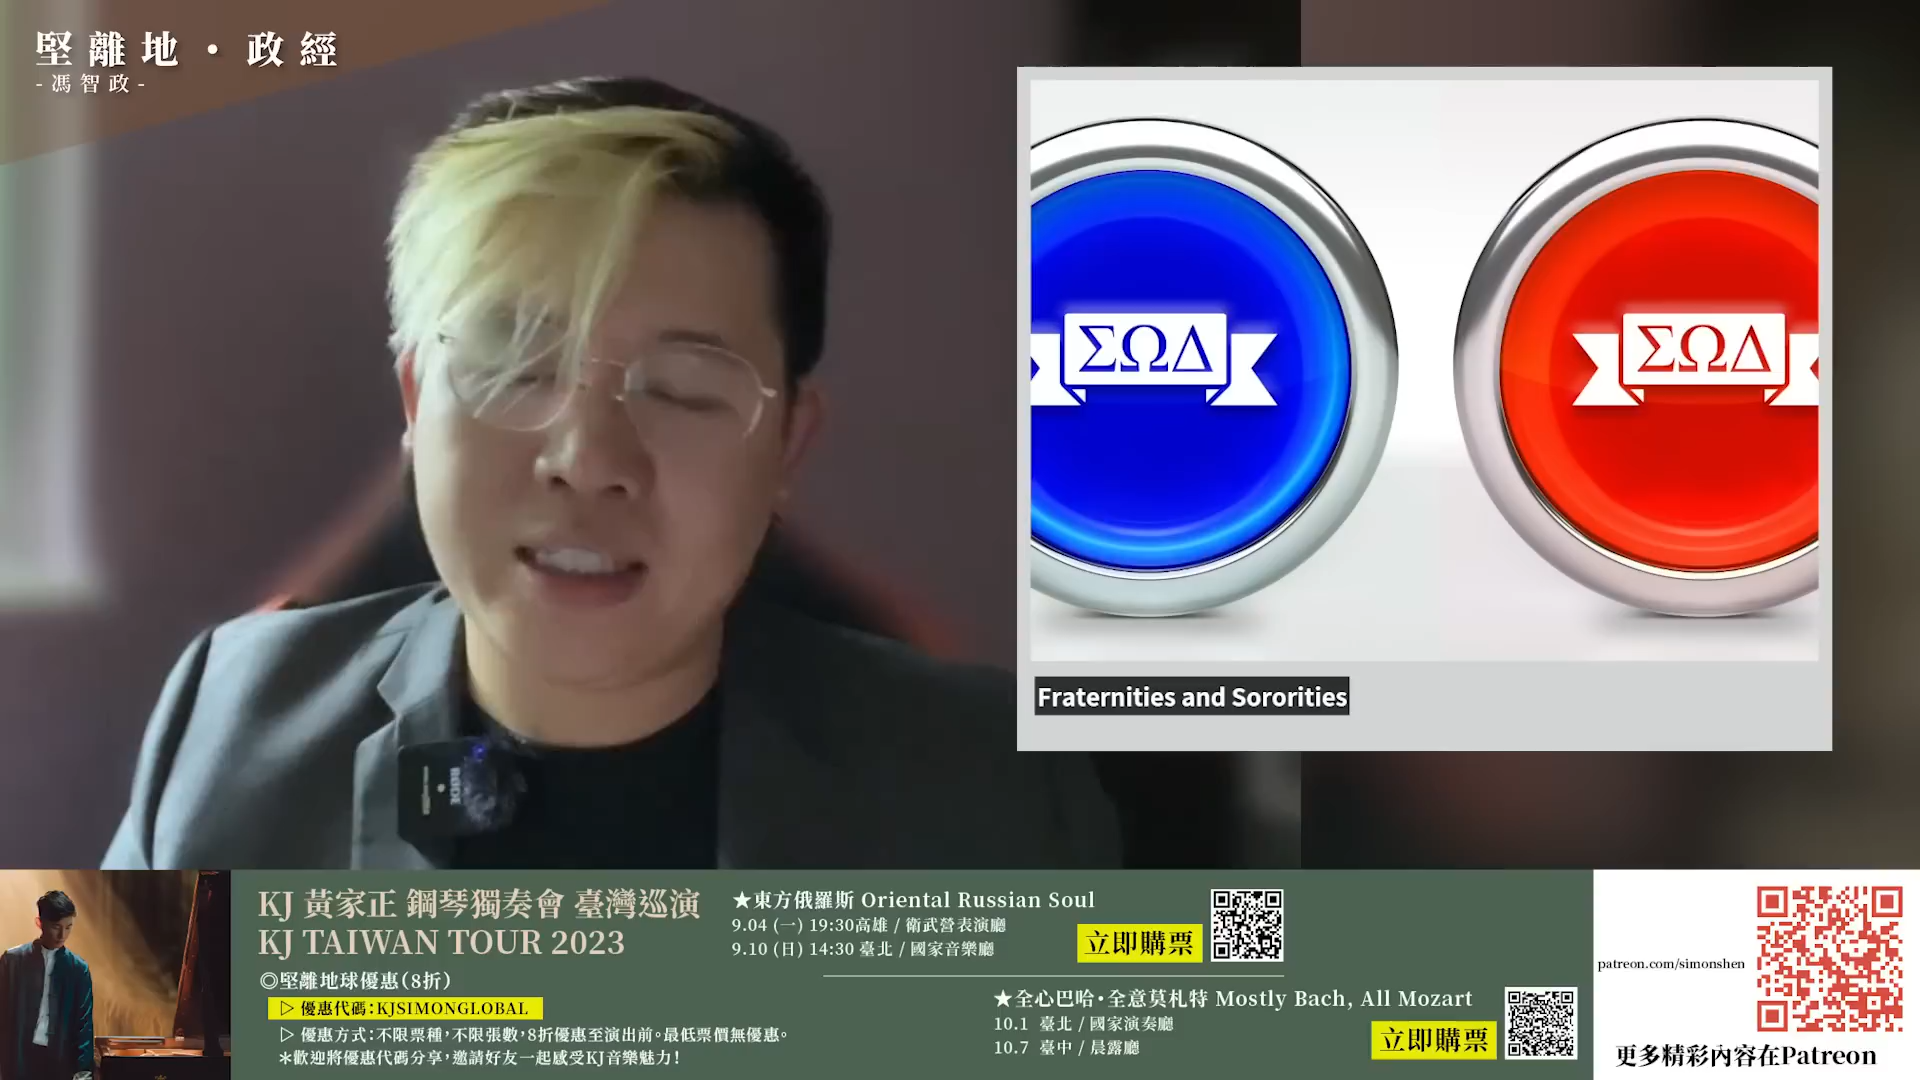 堅離地・政經
-馮智政-
ΣΩΔ
ΣΩΔ
Fraternities and Sororities
RØDE
KJ 黃家正 鋼琴獨奏會 臺灣巡演
KJ TAIWAN TOUR 2023
◎堅離地球優惠(8折)
▷ 優惠代碼:KJSIMONGLOBAL
▷ 優惠方式:不限票種,不限張數,8折優惠至演出前。最低票價無優惠。
＊歡迎將優惠代碼分享,邀請好友一起感受KJ音樂魅力!
★東方俄羅斯 Oriental Russian Soul
9.04 (一) 19:30高雄 / 衛武營表演廳
9.10 (日) 14:30 臺北 / 國家音樂廳
立即購票
★全心巴哈・全意莫札特 Mostly Bach, All Mozart
10.1 臺北 / 國家演奏廳
10.7 臺中 / 晨露廳
立即購票
patreon.com/simonshen
更多精彩內容在Patreon